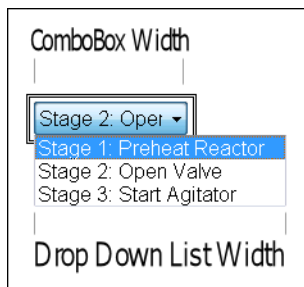 ComboBox Width
Stage 2: Oper
Stage 1: Preheat Reactor
Stage 2: Open Valve
Stage 3: Start Agitator
Drop Down List Width